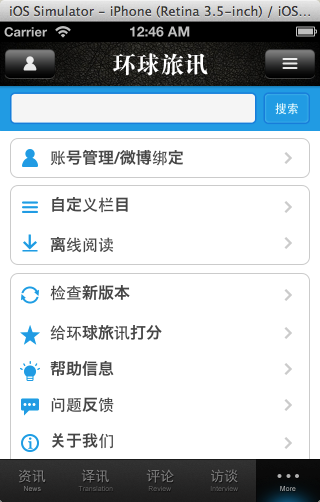 iOS Simulator - iPhone (Retina 3.5-inch) / iOS...
Carrier 12:46 AM
环球旅讯
搜索
账号管理/微博绑定
自定义栏目
离线阅读
检查新版本
给环球旅讯打分
帮助信息
问题反馈
关于我们
资讯 译讯 评论 访谈
News Translation Review Interview More